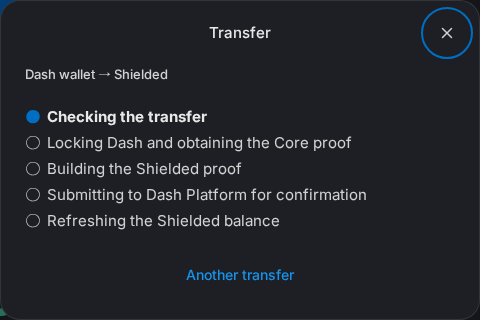 Transfer
Dash wallet → Shielded
Checking the transfer
Locking Dash and obtaining the Core proof
Building the Shielded proof
Submitting to Dash Platform for confirmation
Refreshing the Shielded balance
Another transfer